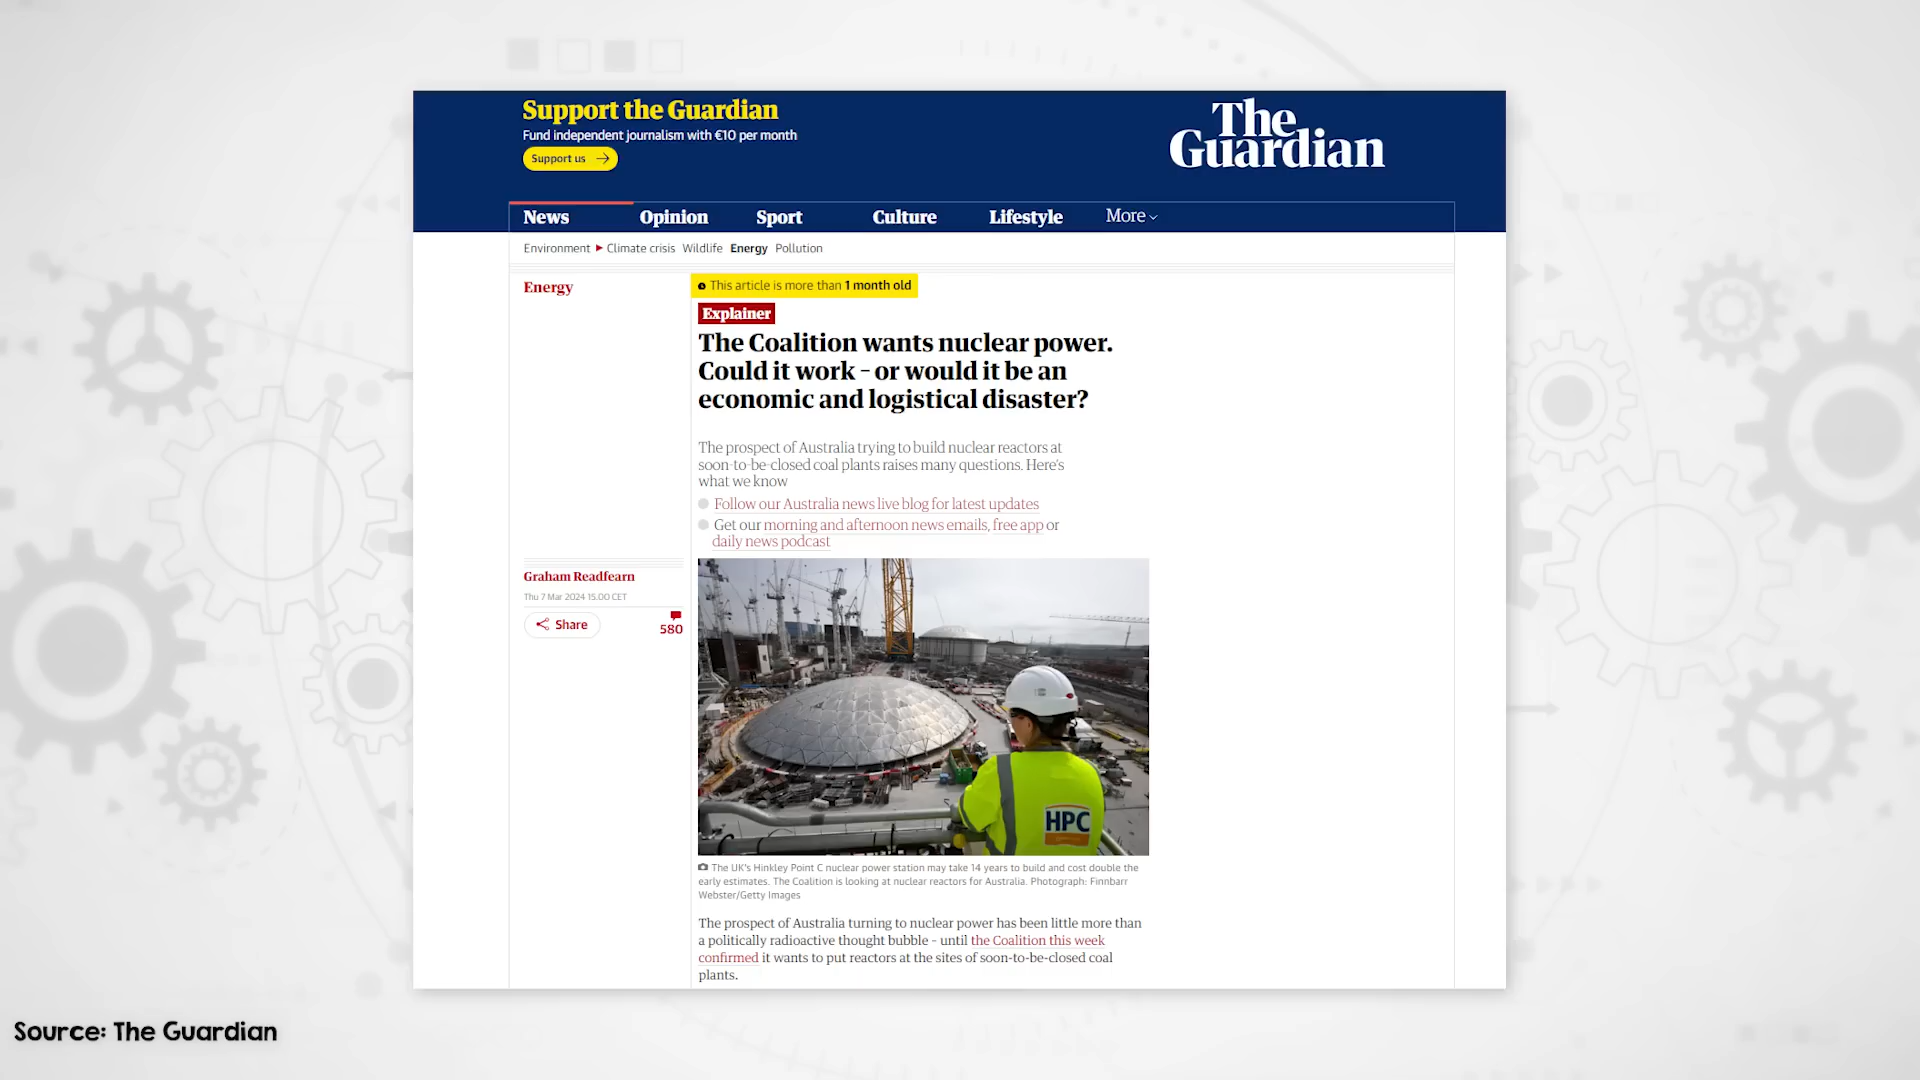 Support the Guardian
Fund independent journalism with €10 per month
Support us
The
Guardian
News Opinion Sport Culture Lifestyle More
Environment Climate crisis Wildlife Energy Pollution
Energy
This article is more than 1 month old
Explainer
The Coalition wants nuclear power.
Could it work – or would it be an
economic and logistical disaster?
The prospect of Australia trying to build nuclear reactors at
soon-to-be-closed coal plants raises many questions. Here's
what we know
Follow our Australia news live blog for latest updates
Get our morning and afternoon news emails, free app or
daily news podcast
Graham Readfearn
Thu 7 Mar 2024 15.00 CET
Share
580
HPC
The UK's Hinkley Point C nuclear power station may take 14 years to build and cost double the
early estimates. The Coalition is looking at nuclear reactors for Australia. Photograph: Finnbarr
Webster/Getty Images
The prospect of Australia turning to nuclear power has been little more than
a politically radioactive thought bubble – until the Coalition this week
confirmed it wants to put reactors at the sites of soon-to-be-closed coal
plants.
Source: The Guardian